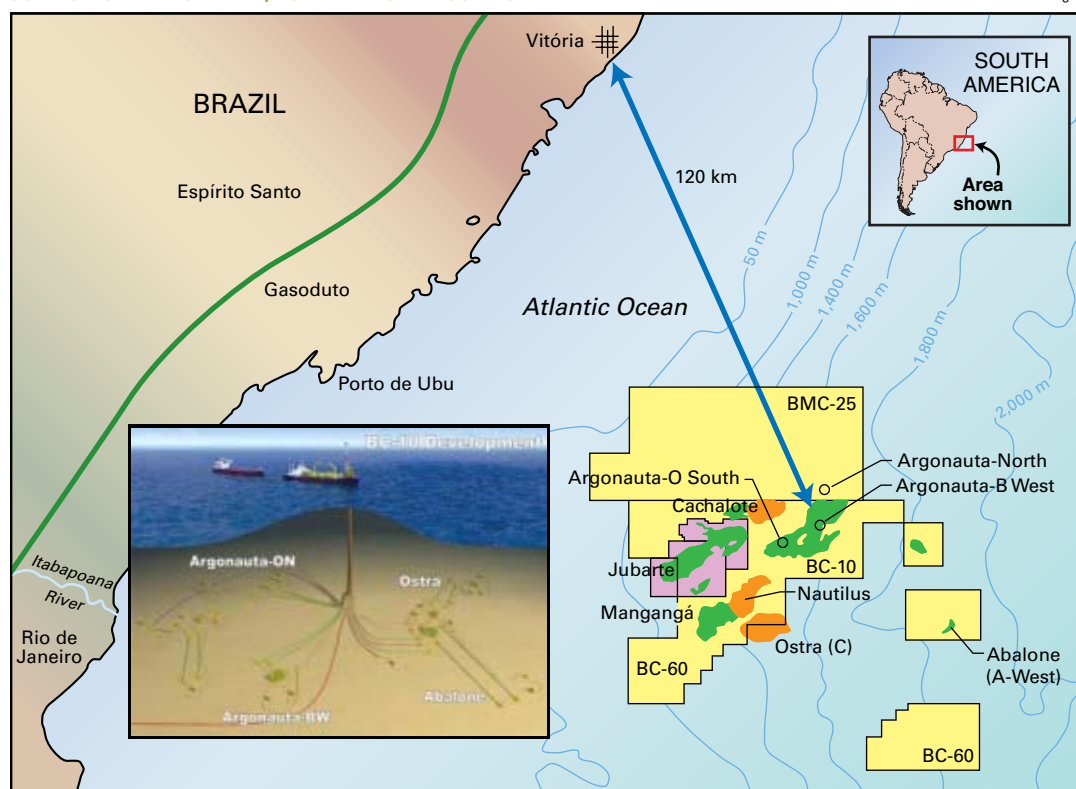 Vitória
SOUTH
AMERICA
Area
shown
BRAZIL
120 km
Espírito Santo
50 m
1,000 m
1,400 m
1,600 m
1,800 m
2,000 m
Gasoduto
Atlantic Ocean
Porto de Ubu
BMC-25
Argonauta-North
Argonauta-O South
Argonauta-B West
Cachalote
BC-10
Jubarte
Nautilus
Mangangá
Ostra (C)
Abalone
(A-West)
BC-60
BC-60
BC-10 Development
Argonauta-ON
Ostra
Abalone
Argonauta-BW
Itabapoana
River
Rio de
Janeiro